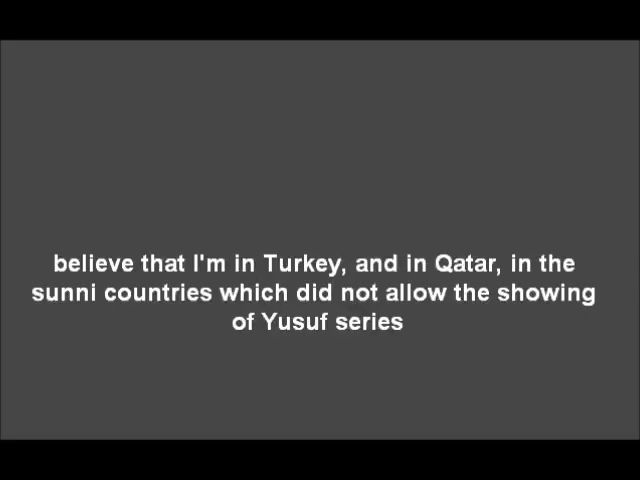 believe that I'm in Turkey, and in Qatar, in the
sunni countries which did not allow the showing
of Yusuf series